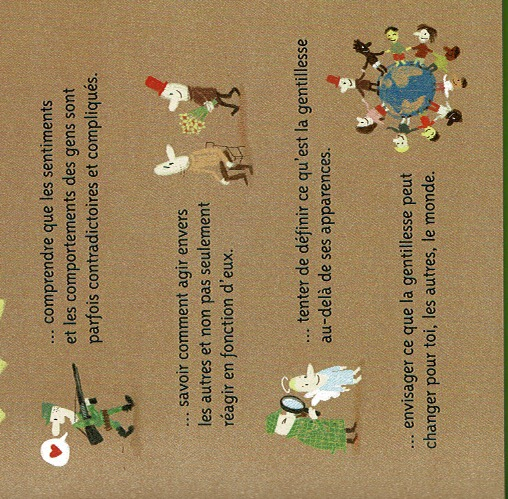 ... comprendre que les sentiments
et les comportements des gens sont
parfois contradictoires et compliqués.
... savoir comment agir envers
les autres et non pas seulement
réagir en fonction d'eux.
... tenter de définir ce qu'est la gentillesse
au-delà de ses apparences.
... envisager ce que la gentillesse peut
changer pour toi, les autres, le monde.